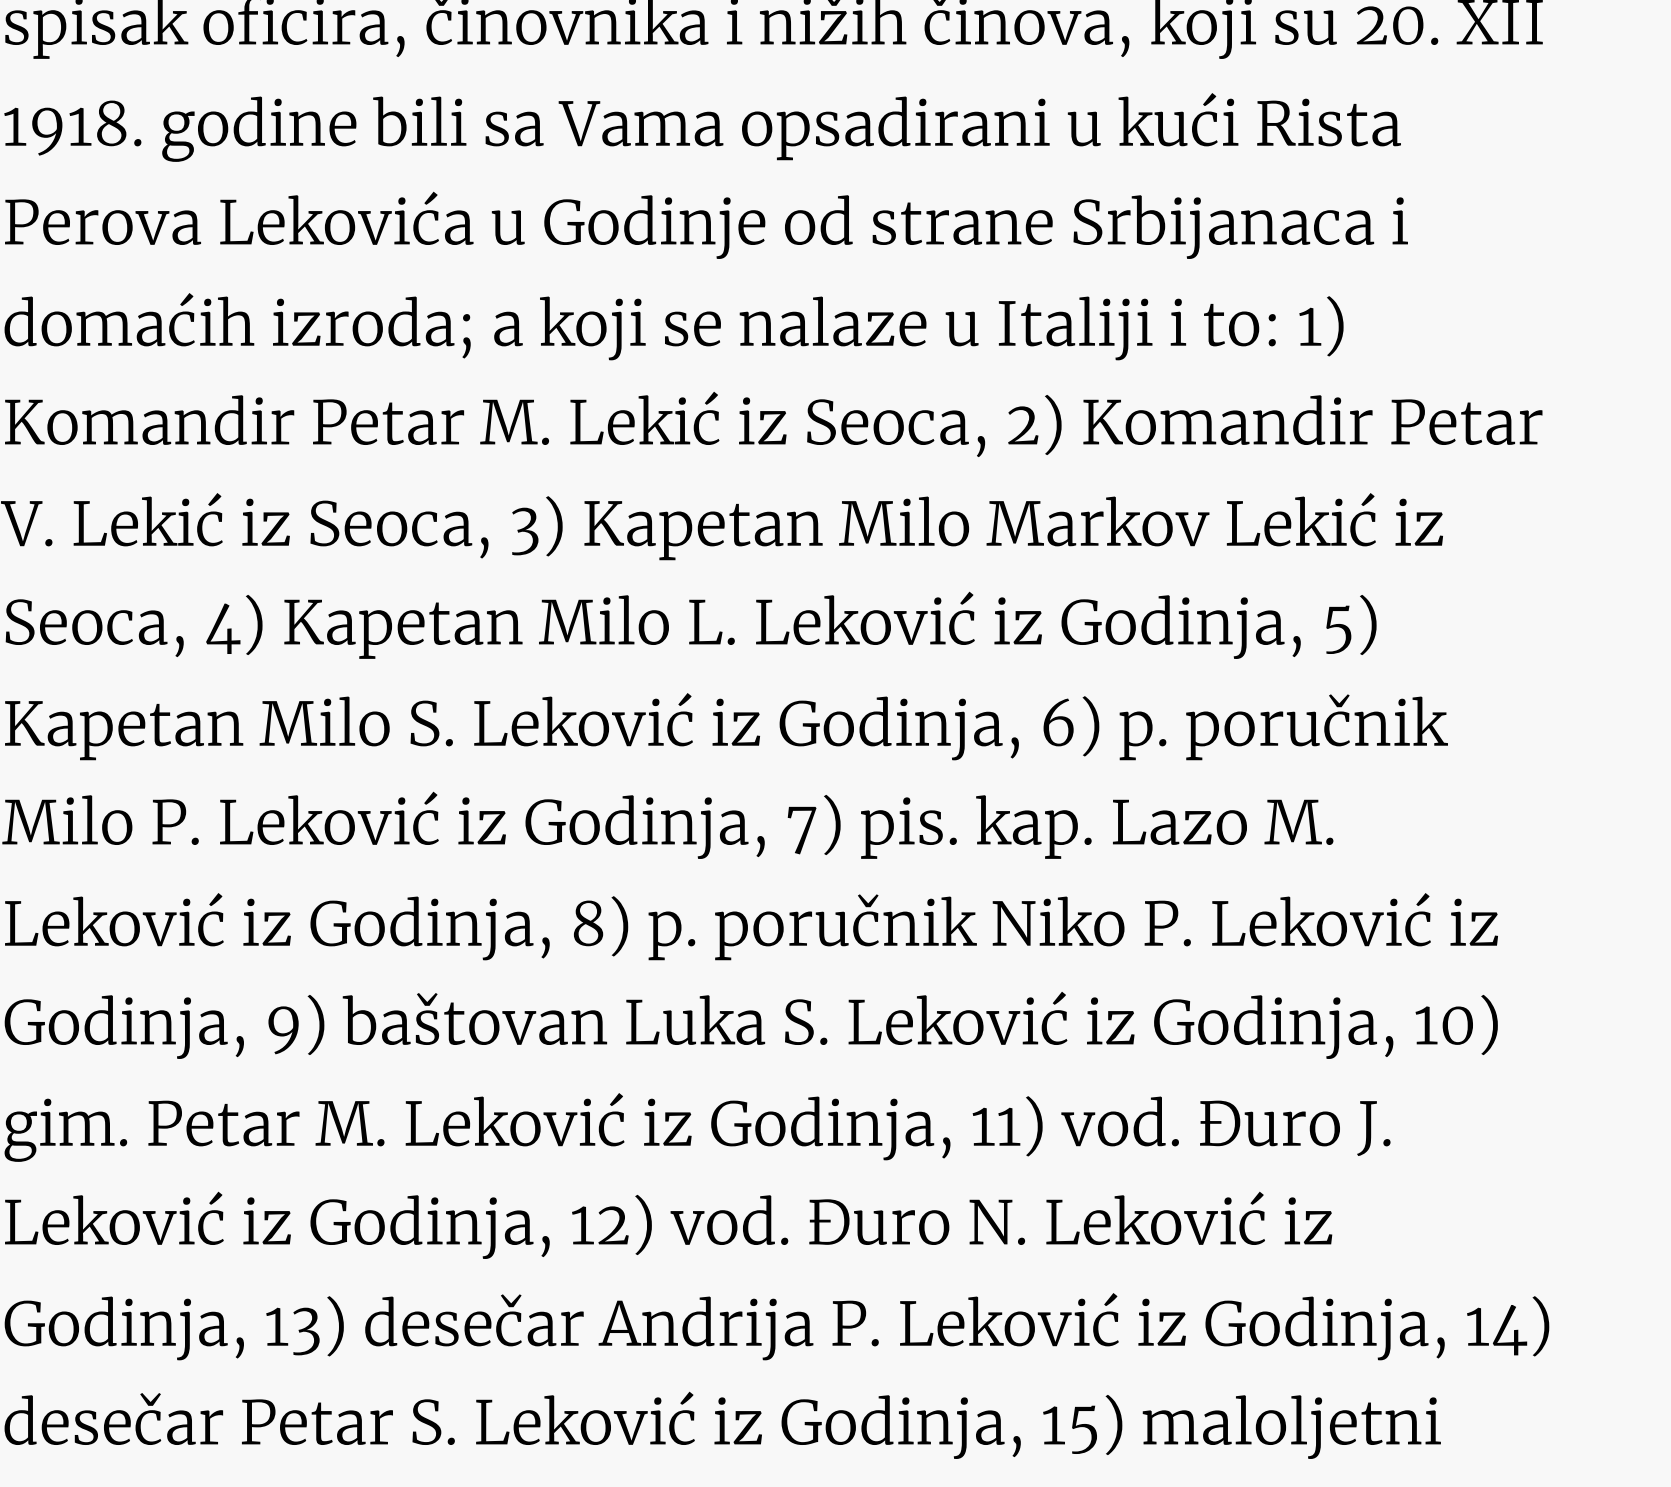 spisak oficira, činovnika i nižih činova, koji su 20. XII
1918. godine bili sa Vama opsadirani u kući Rista
Perova Lekovića u Godinje od strane Srbijanaca i
domaćih izroda; a koji se nalaze u Italiji i to: 1)
Komandir Petar M. Lekić iz Seoca, 2) Komandir Petar
V. Lekić iz Seoca, 3) Kapetan Milo Markov Lekić iz
Seoca, 4) Kapetan Milo L. Leković iz Godinja, 5)
Kapetan Milo S. Leković iz Godinja, 6) p. poručnik
Milo P. Leković iz Godinja, 7) pis. kap. Lazo M.
Leković iz Godinja, 8) p. poručnik Niko P. Leković iz
Godinja, 9) baštovan Luka S. Leković iz Godinja, 10)
gim. Petar M. Leković iz Godinja, 11) vod. Đuro J.
Leković iz Godinja, 12) vod. Đuro N. Leković iz
Godinja, 13) desečar Andrija P. Leković iz Godinja, 14)
desečar Petar S. Leković iz Godinja, 15) maloljetni